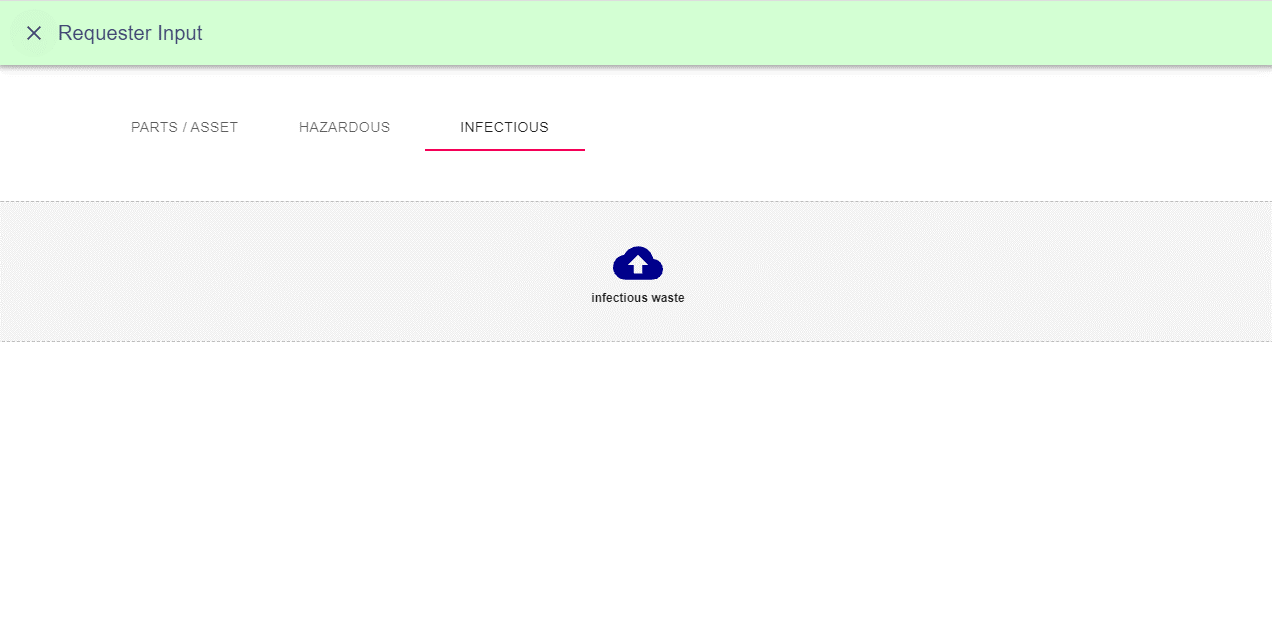 Requester Input
PARTS / ASSET HAZARDOUS INFECTIOUS
infectious waste